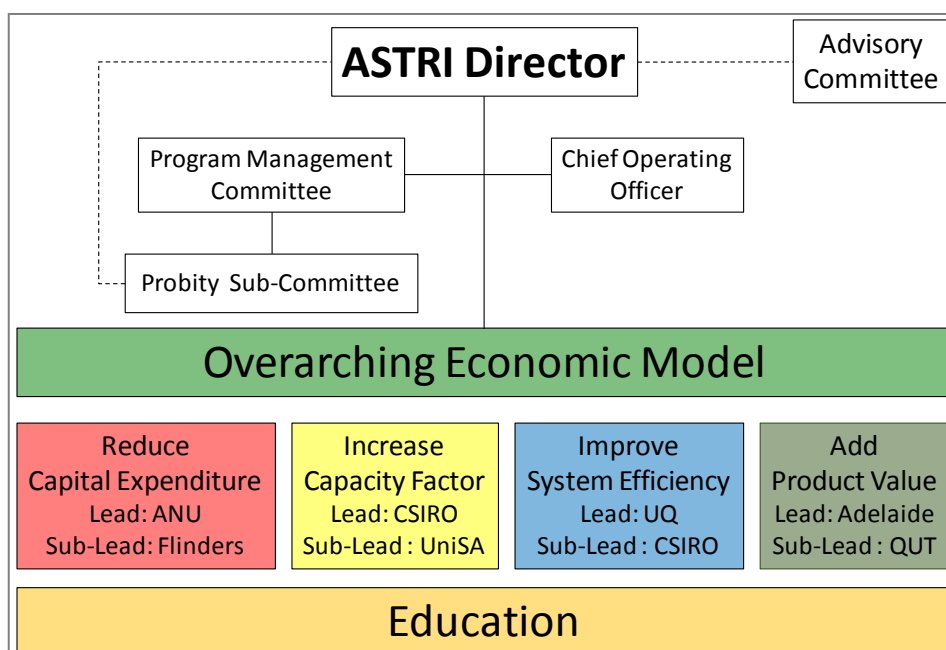 ASTRI Director
Advisory
Committee
Program Management
Committee
Chief Operating
Officer
Probity Sub-Committee
Overarching Economic Model
Reduce
Capital Expenditure
Lead: ANU
Sub-Lead: Flinders
Increase
Capacity Factor
Lead: CSIRO
Sub-Lead : UniSA
Improve
System Efficiency
Lead: UQ
Sub-Lead : CSIRO
Add
Product Value
Lead: Adelaide
Sub-Lead : QUT
Education